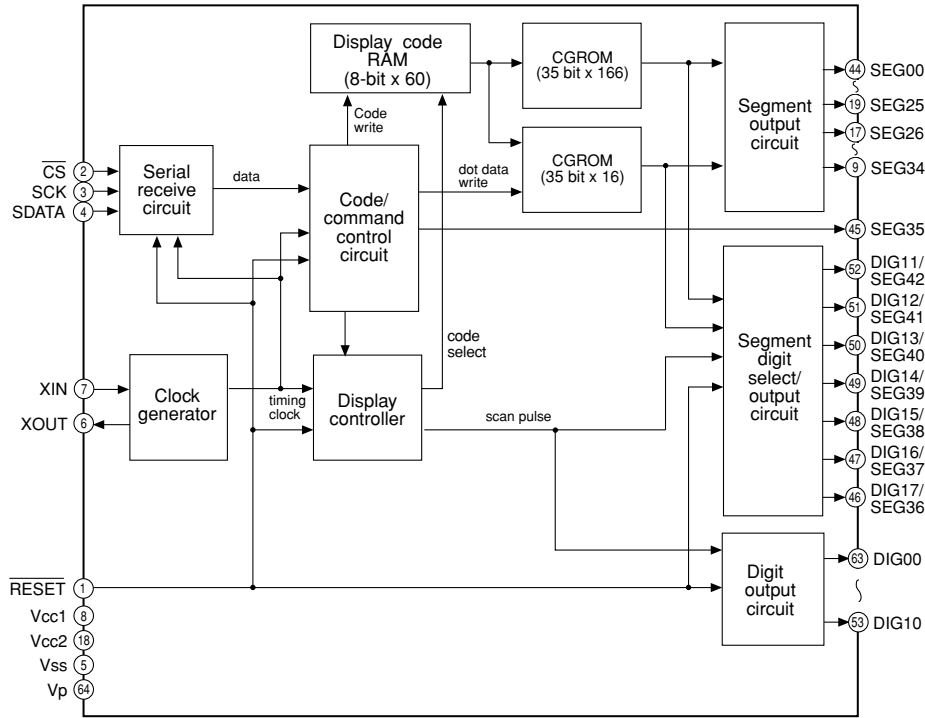 Display code
RAM
(8-bit x 60)
CGROM
(35 bit x 166)
Segment
output
circuit
44 SEG00
19 SEG25
17 SEG26
9 SEG34
Code
write
CS 2
SCK 3
SDATA 4
Serial
receive
circuit
data
Code/
command
control
circuit
dot data
write
CGROM
(35 bit x 16)
45 SEG35
52 DIG11/
SEG42
51 DIG12/
SEG41
50 DIG13/
SEG40
49 DIG14/
SEG39
48 DIG15/
SEG38
47 DIG16/
SEG37
46 DIG17/
SEG36
Segment
digit
select/
output
circuit
code
select
XIN 7
XOUT 6
Clock
generator
timing
clock
Display
controller
scan pulse
RESET 1
Vcc1 8
Vcc2 18
Vss 5
Vp 64
Digit
output
circuit
63 DIG00
53 DIG10